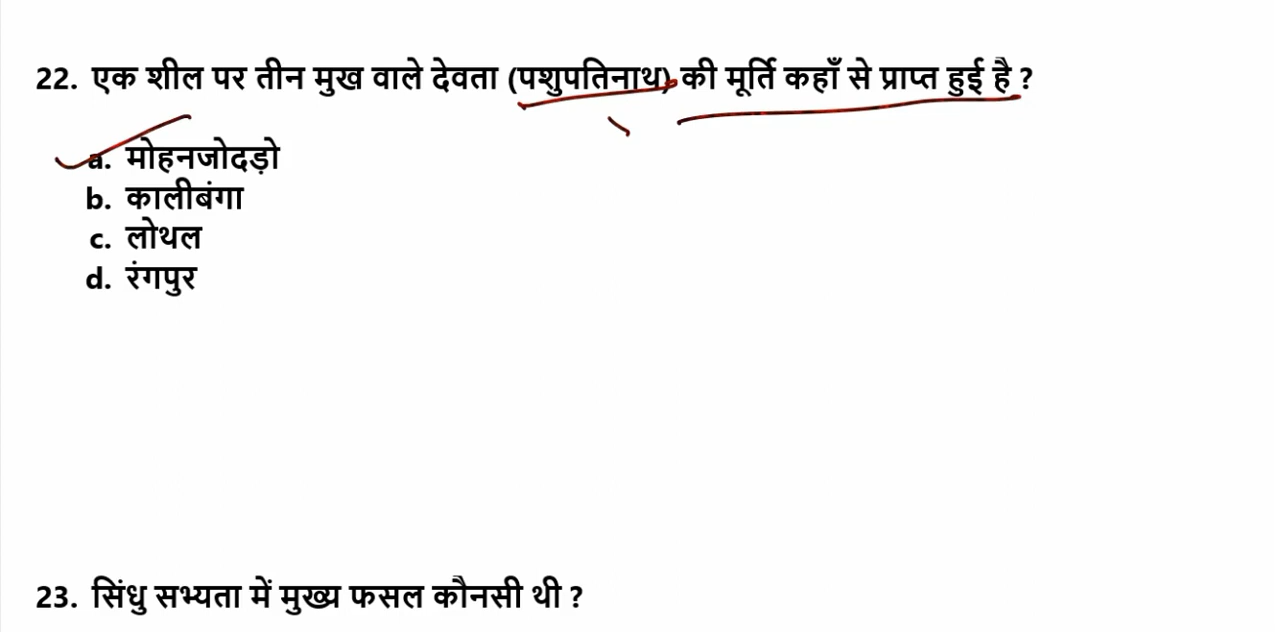 22. एक शील पर तीन मुख वाले देवता (पशुपतिनाथ) की मूर्ति कहाँ से प्राप्त हुई है ?
a. मोहनजोदड़ो
b. कालीबंगा
c. लोथल
d. रंगपुर
23. सिंधु सभ्यता में मुख्य फसल कौनसी थी ?